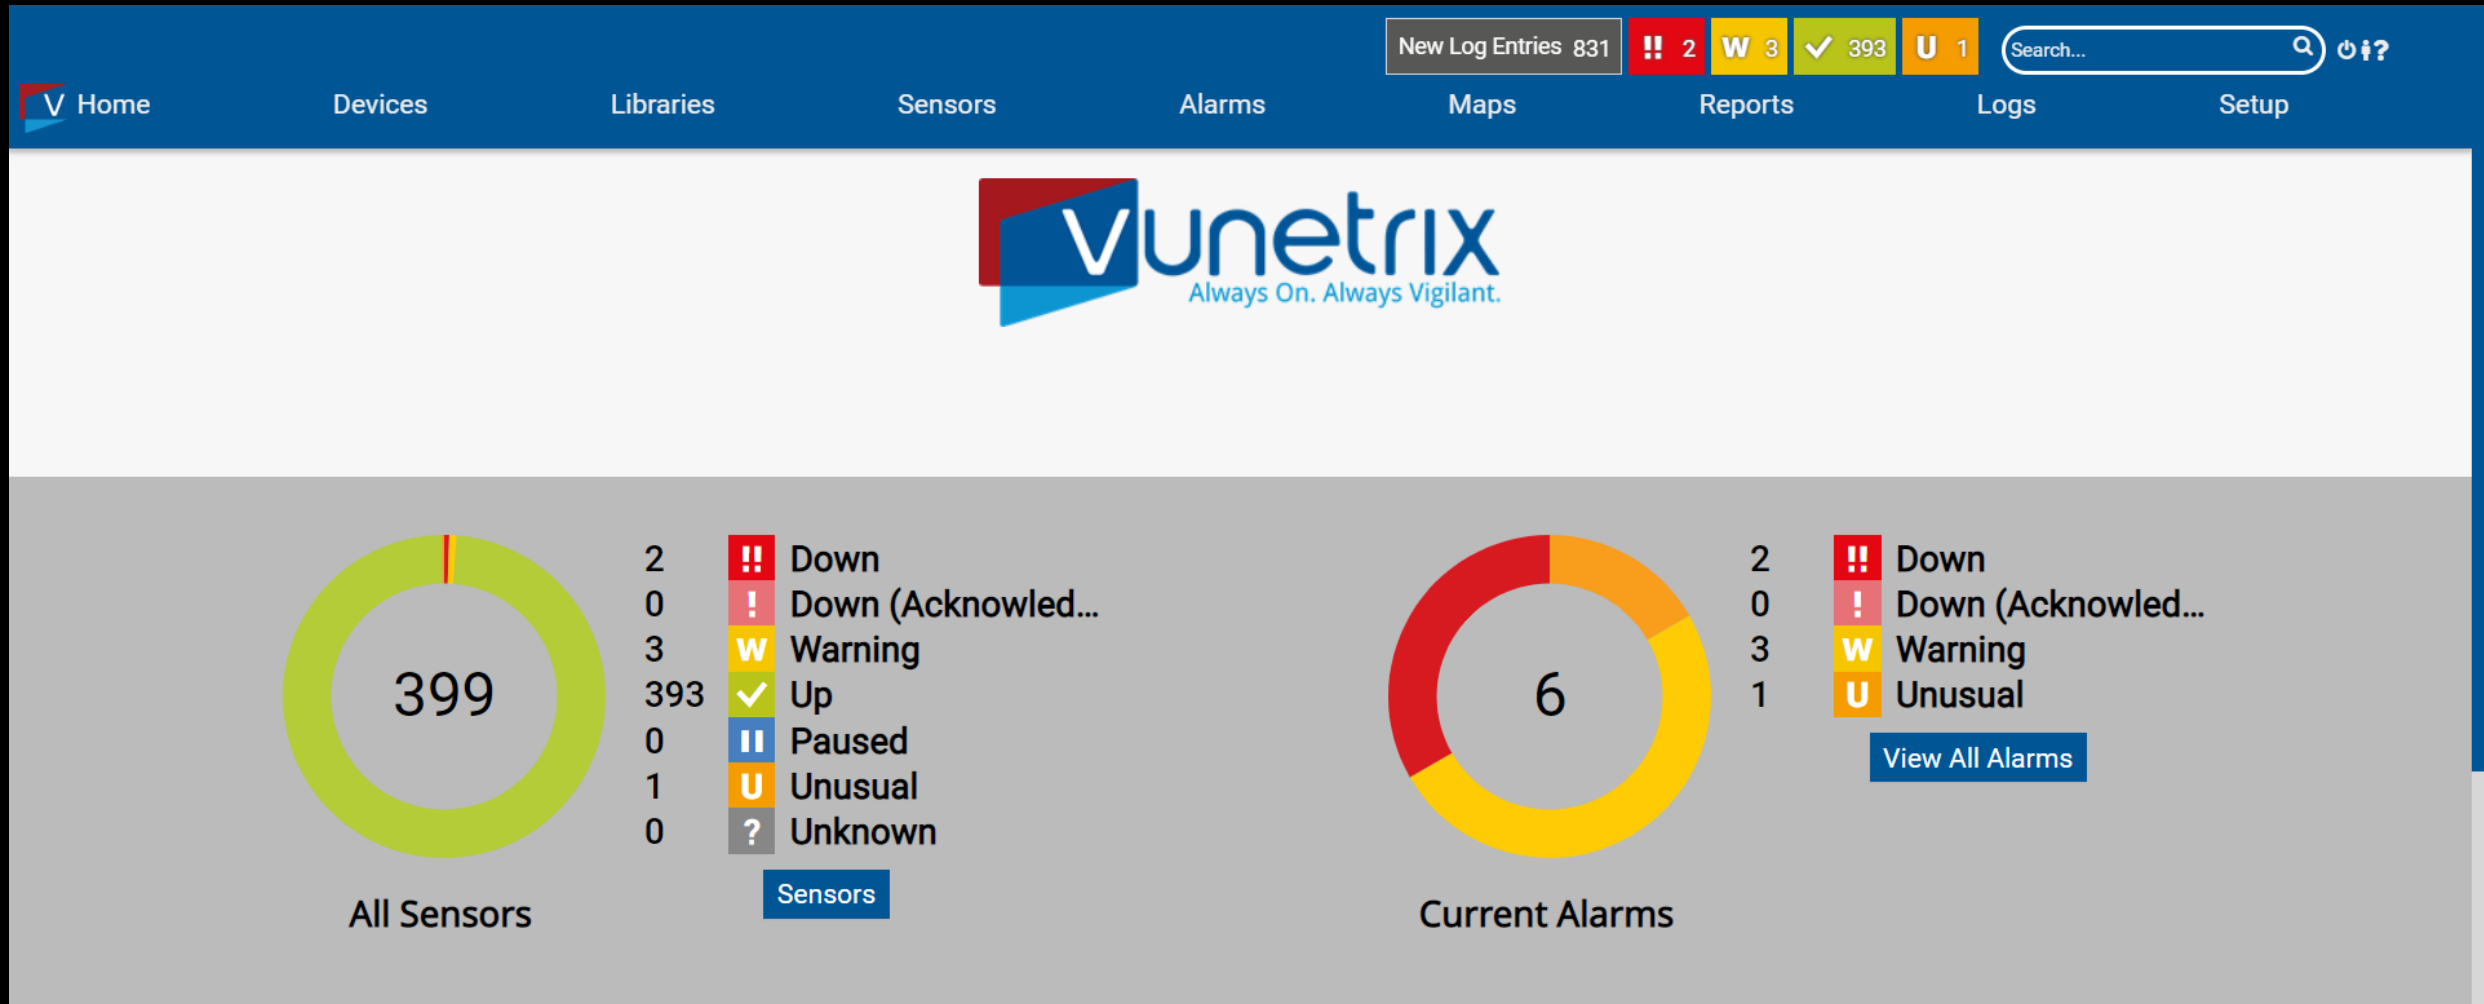 New Log Entries 831 !! 2 W 3 393 U 1 Search... ?
V Home Devices Libraries Sensors Alarms Maps Reports Logs Setup
Vunetrix
Always On. Always Vigilant.
399
2 !! Down
0 ! Down (Acknowled...
3 W Warning
393 Up
0 Paused
1 U Unusual
0 ? Unknown
Sensors
All Sensors
6
2 !! Down
0 ! Down (Acknowled...
3 W Warning
1 U Unusual
View All Alarms
Current Alarms